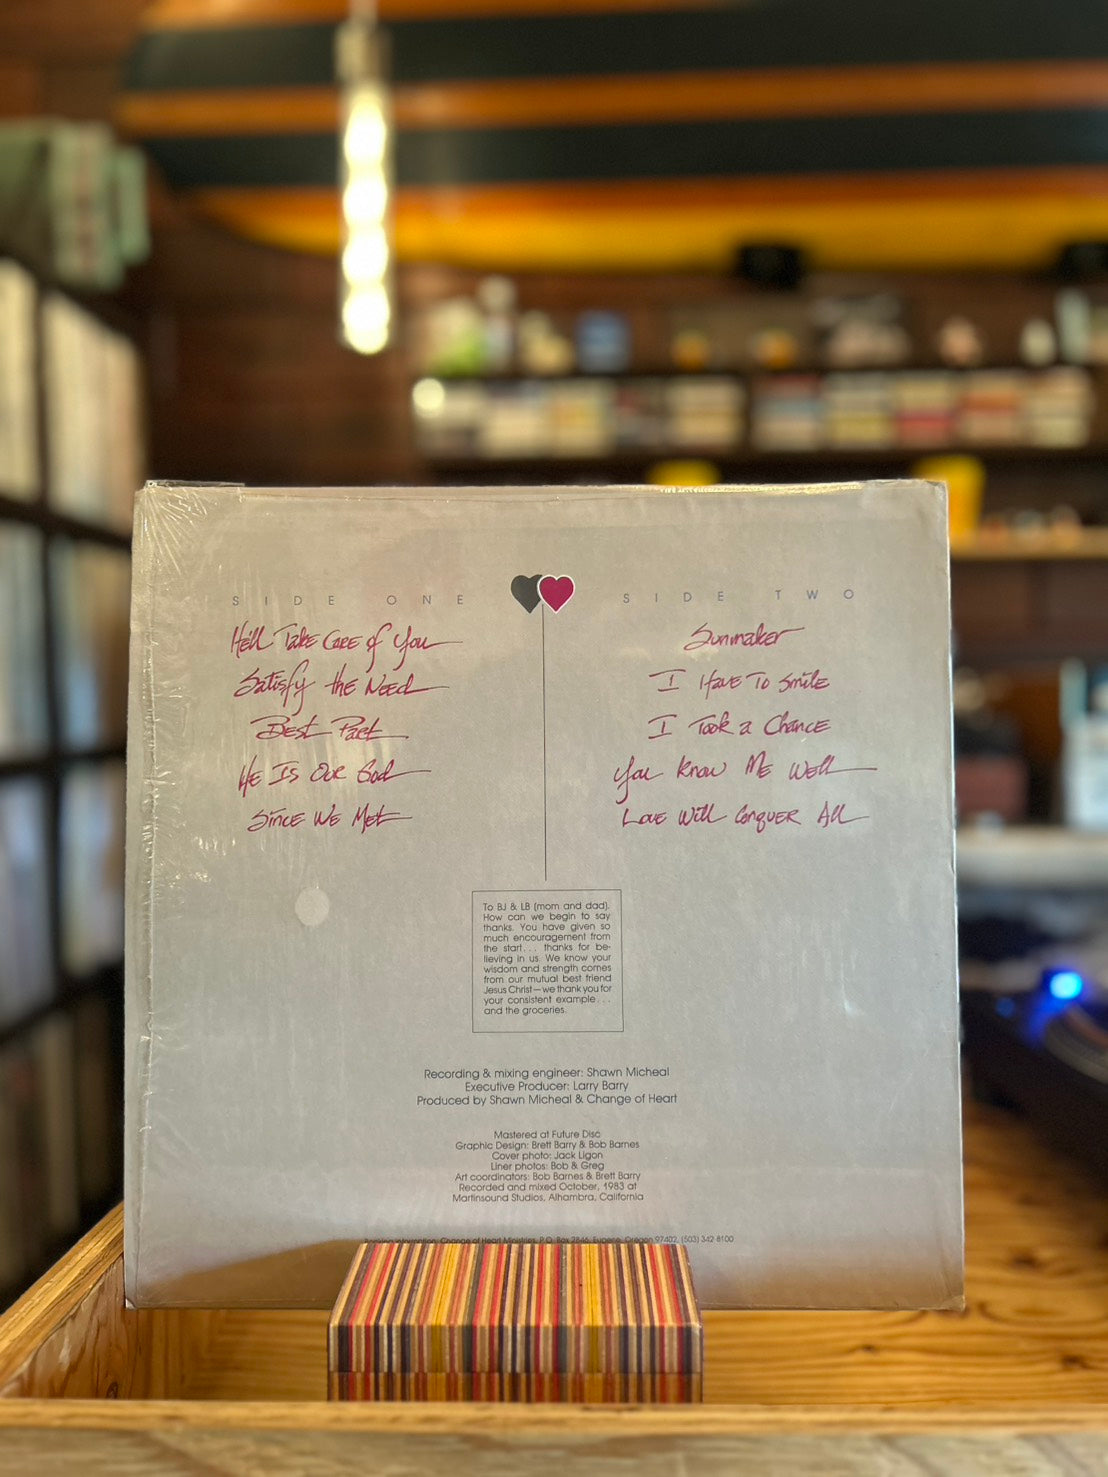 SIDE ONE
He'll Take Care of You
Satisfy the Need
Best Part
He Is Our God
Since We Met
SIDE TWO
Sunmaker
I Have To Smile
I Took a Chance
You Know Me Well
Love Will Conquer All
To BJ & LB (mom and dad).
How can we begin to say
thanks. You have given so
much encouragement from
the start... thanks for be-
lieving in us. We know your
wisdom and strength comes
from our mutual best friend
Jesus Christ—we thank you for
your consistent example...
and the groceries.
Recording & mixing engineer: Shawn Micheal
Executive Producer: Larry Barry
Produced by Shawn Micheal & Change of Heart
Mastered at Future Disc
Graphic Design: Brett Barry & Bob Barnes
Cover photo: Jack Ligon
Liner photos: Bob & Greg
Art coordinators: Bob Barnes & Brett Barry
Recorded and mixed October, 1983 at
Martinsound Studios, Alhambra, California
information: Change of Heart Ministries, P.O. Box 2846, Eugene, Oregon 97402, (503) 342-8100